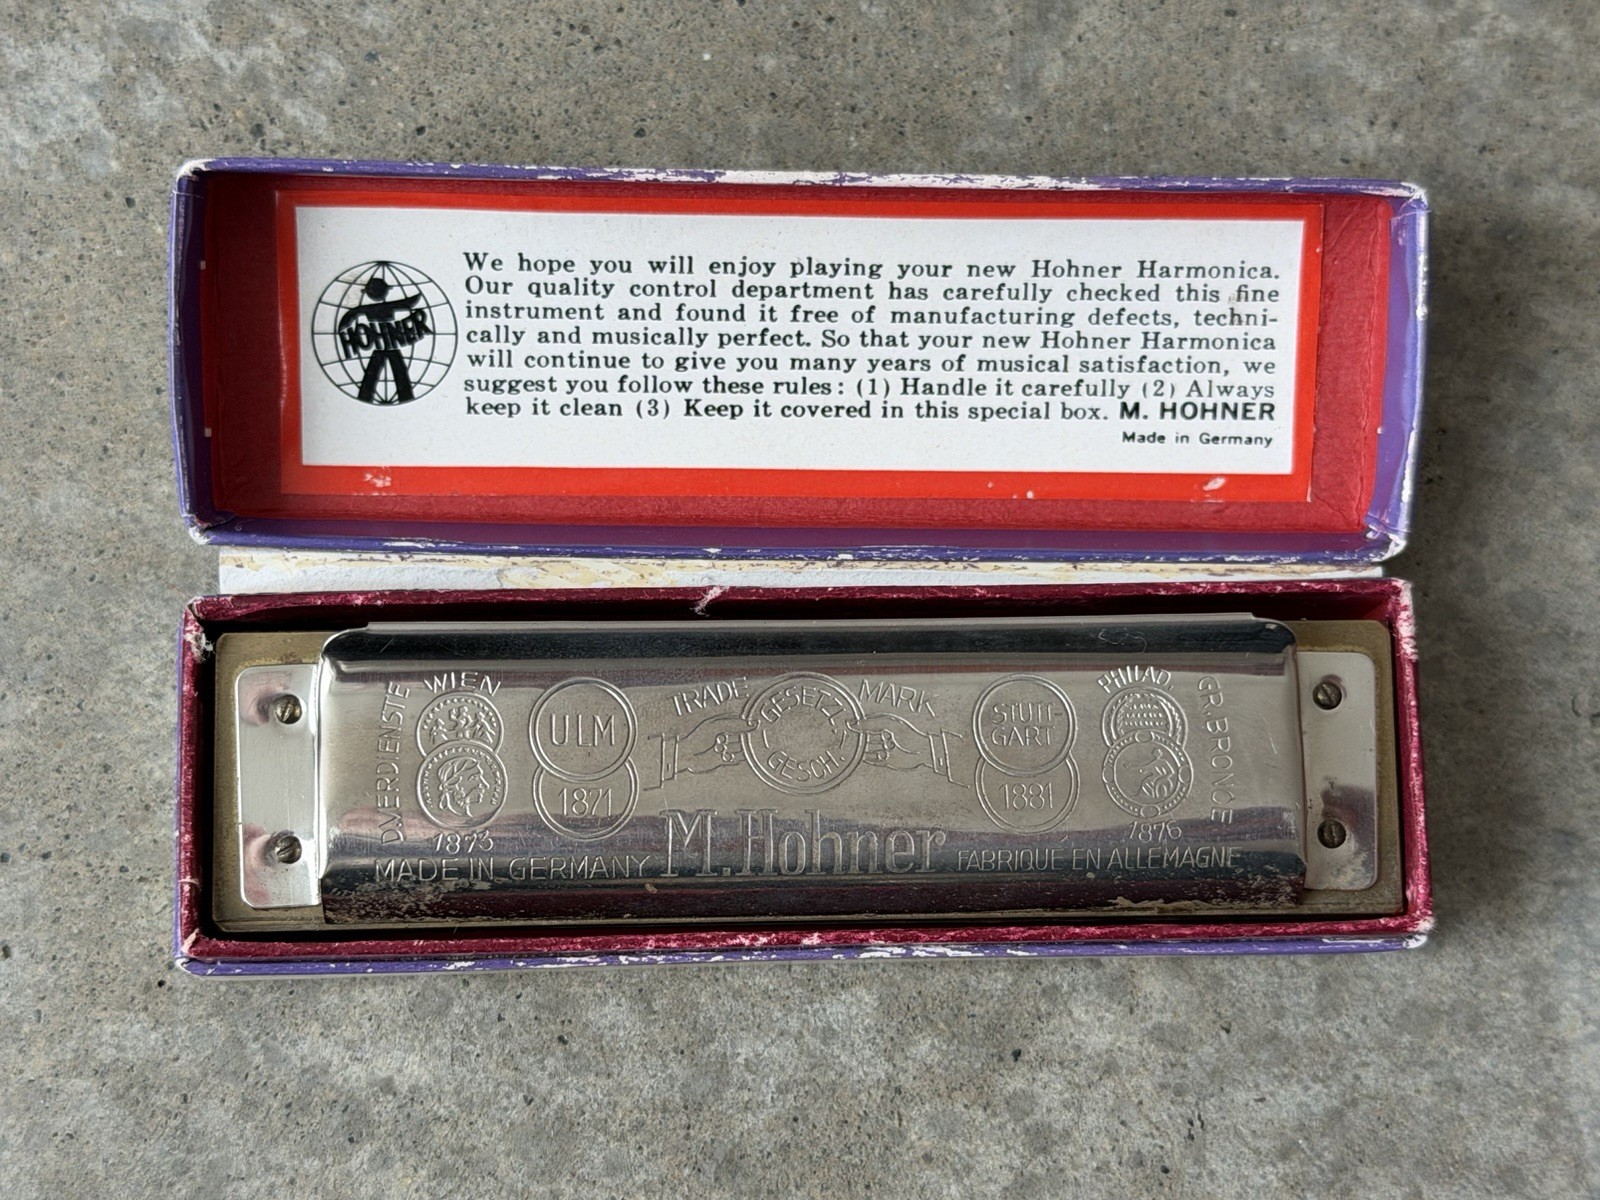 HOHNER
We hope you will enjoy playing your new Hohner Harmonica.
Our quality control department has carefully checked this fine
instrument and found it free of manufacturing defects, techni-
cally and musically perfect. So that your new Hohner Harmonica
will continue to give you many years of musical satisfaction, we
suggest you follow these rules: (1) Handle it carefully (2) Always
keep it clean (3) Keep it covered in this special box. M. HOHNER
Made in Germany
D.VERDIENSTE
WIEN
1873
ULM
1871
TRADE MARK
GESETZL.
GESCH.
STUTT-
GART
1881
PHILAD.
1876
GR.BRONCE
MADE IN GERMANY M.Hohner FABRIQUE EN ALLEMAGNE